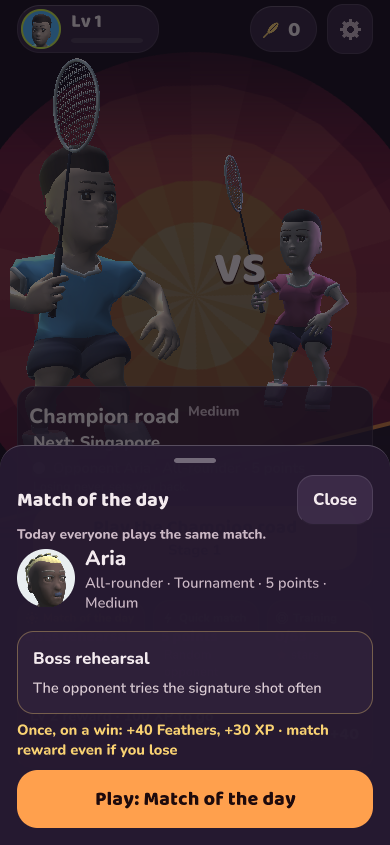 Lv 1
0
VS
Champion road Medium
Next: Singapore
Match of the day
Close
Today everyone plays the same match.
Aria
All-rounder · Tournament · 5 points ·
Medium
Boss rehearsal
The opponent tries the signature shot often
Once, on a win: +40 Feathers, +30 XP · match
reward even if you lose
Play: Match of the day